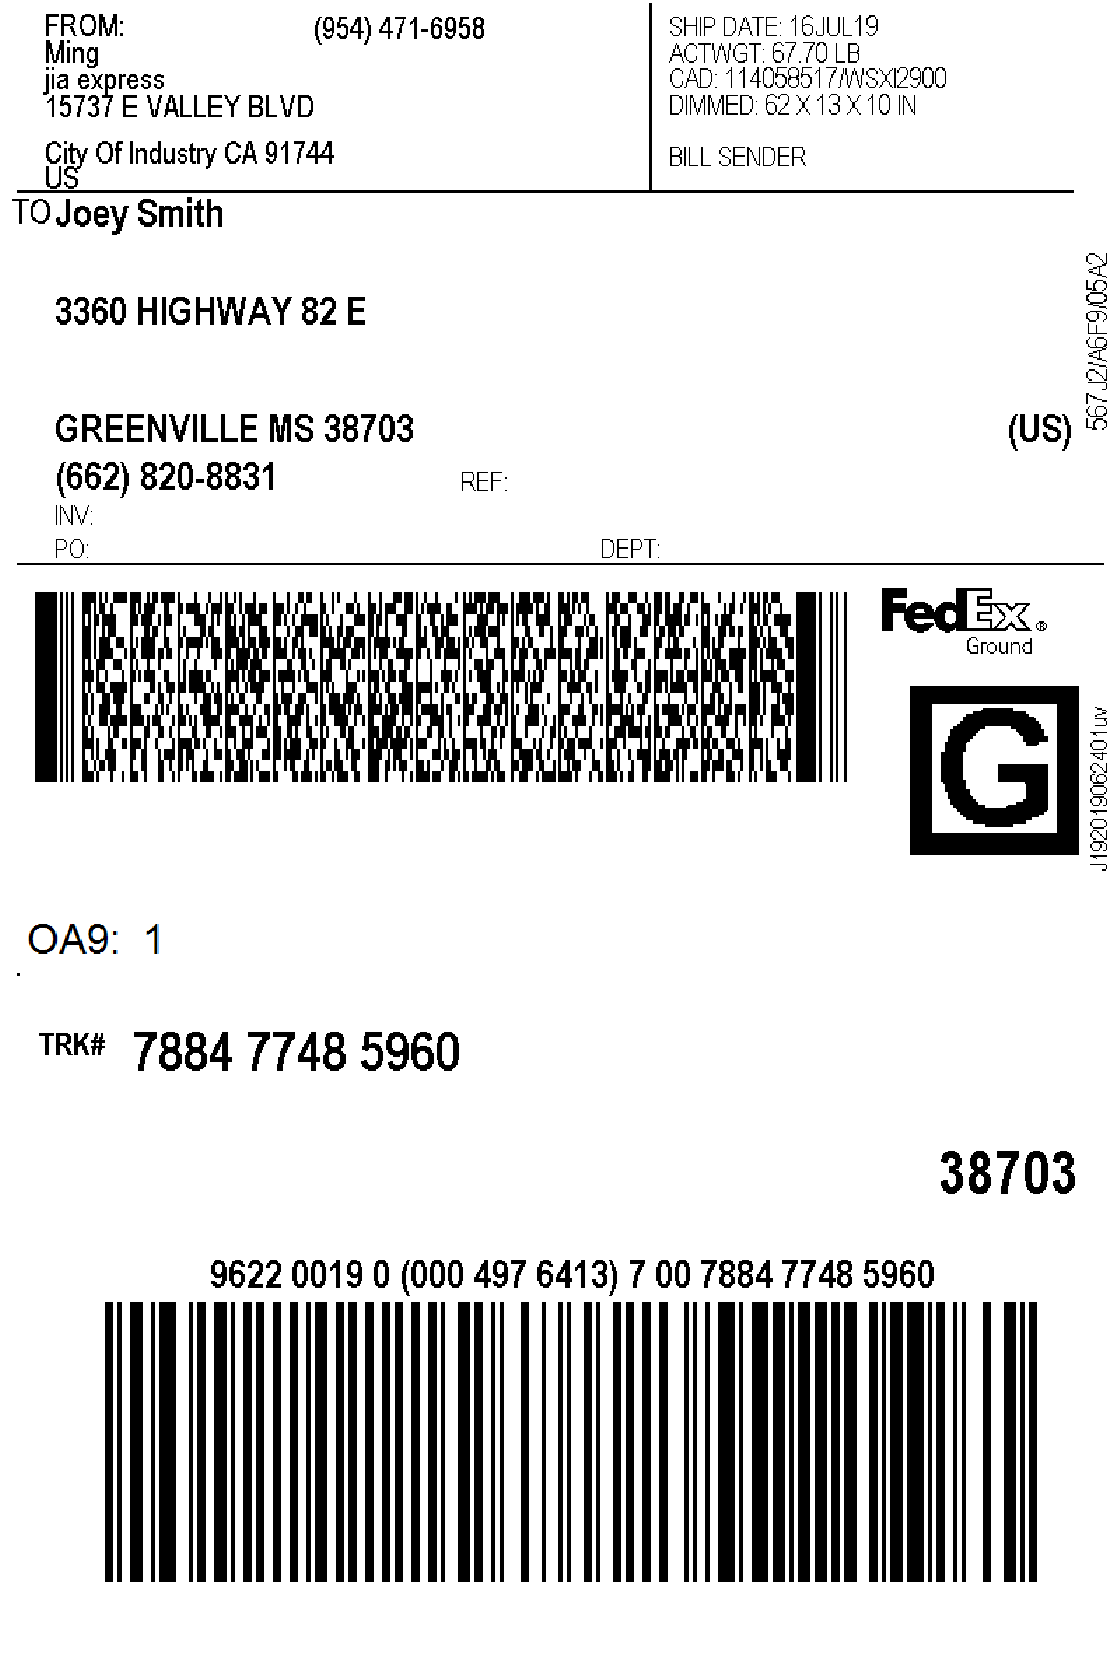 FROM: (954) 471-6958
Ming
jia express
15737 E VALLEY BLVD
City Of Industry CA 91744
US
SHIP DATE: 16JUL19
ACTWGT: 67.70 LB
CAD: 114058517/WSXI2900
DIMMED: 62 X 13 X 10 IN
BILL SENDER
TO Joey Smith
3360 HIGHWAY 82 E
GREENVILLE MS 38703 (US)
(662) 820-8831 REF:
INV:
PO: DEPT:
567J2/A6F9/05A2
FedEx®
Ground
G
J192019062401uv
OA9: 1
.
TRK# 7884 7748 5960
38703
9622 0019 0 (000 497 6413) 7 00 7884 7748 5960